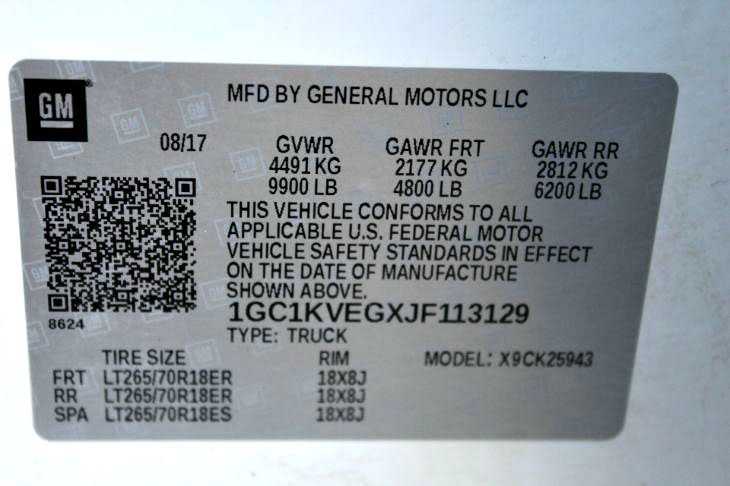 GM
MFD BY GENERAL MOTORS LLC
08/17 GVWR GAWR FRT GAWR RR
4491 KG 2177 KG 2812 KG
9900 LB 4800 LB 6200 LB
THIS VEHICLE CONFORMS TO ALL
APPLICABLE U.S. FEDERAL MOTOR
VEHICLE SAFETY STANDARDS IN EFFECT
ON THE DATE OF MANUFACTURE
SHOWN ABOVE.
8624
1GC1KVEGXJF113129
TYPE: TRUCK
TIRE SIZE RIM MODEL: X9CK25943
FRT LT265/70R18ER 18X8J
RR LT265/70R18ER 18X8J
SPA LT265/70R18ES 18X8J